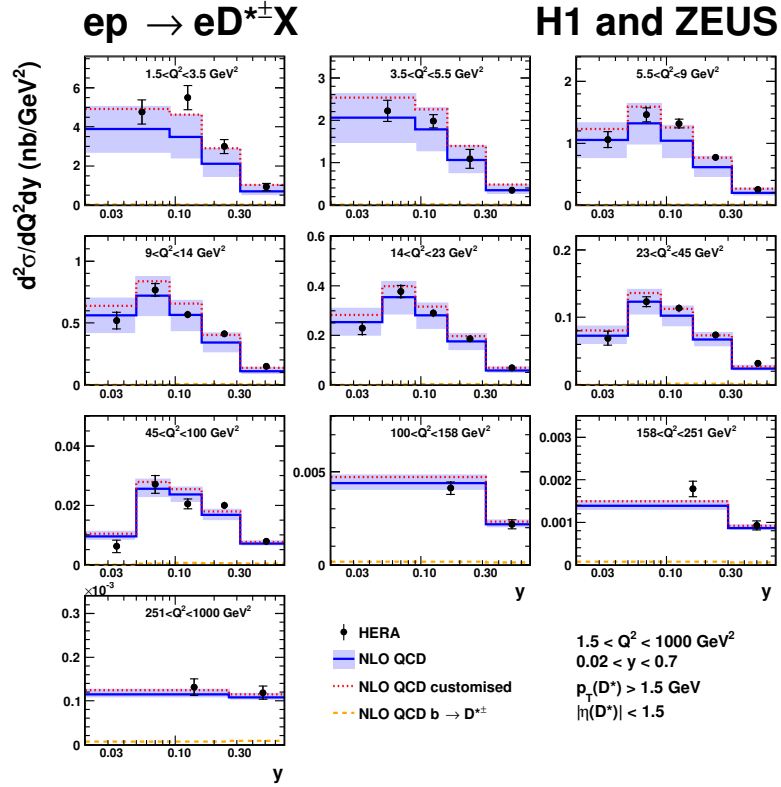 ep → eD*±X H1 and ZEUS
d²σ/dQ²dy (nb/GeV²)
1.5<Q²<3.5 GeV²
3.5<Q²<5.5 GeV²
5.5<Q²<9 GeV²
6
4
2
0
0.03 0.10 0.30
3
2
1
0
0.03 0.10 0.30
2
1
0
0.03 0.10 0.30
9<Q²<14 GeV²
14<Q²<23 GeV²
23<Q²<45 GeV²
1
0.5
0
0.03 0.10 0.30
0.6
0.4
0.2
0
0.03 0.10 0.30
0.2
0.1
0
0.03 0.10 0.30
45<Q²<100 GeV²
100<Q²<158 GeV²
158<Q²<251 GeV²
0.04
0.02
0
0.03 0.10 0.30
0.005
0
0.03 0.10 0.30
y
0.003
0.002
0.001
0
0.03 0.10 0.30
y
×10⁻³
251<Q²<1000 GeV²
0.3
0.2
0.1
0
0.03 0.10 0.30
y
HERA
NLO QCD
NLO QCD customised
NLO QCD b → D*±
1.5 < Q² < 1000 GeV²
0.02 < y < 0.7
p_T(D*) > 1.5 GeV
|η(D*)| < 1.5